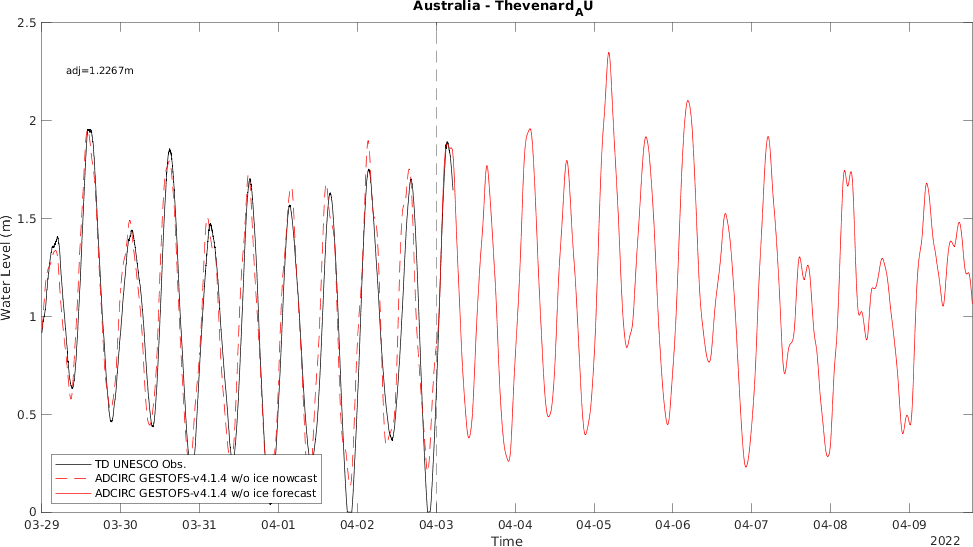 Australia - Thevenard_AU
2.5
adj=1.2267m
2
1.5
Water Level (m)
1
0.5
TD UNESCO Obs.
ADCIRC GESTOFS-v4.1.4 w/o ice nowcast
ADCIRC GESTOFS-v4.1.4 w/o ice forecast
0
03-29 03-30 03-31 04-01 04-02 04-03 04-04 04-05 04-06 04-07 04-08 04-09
Time
2022